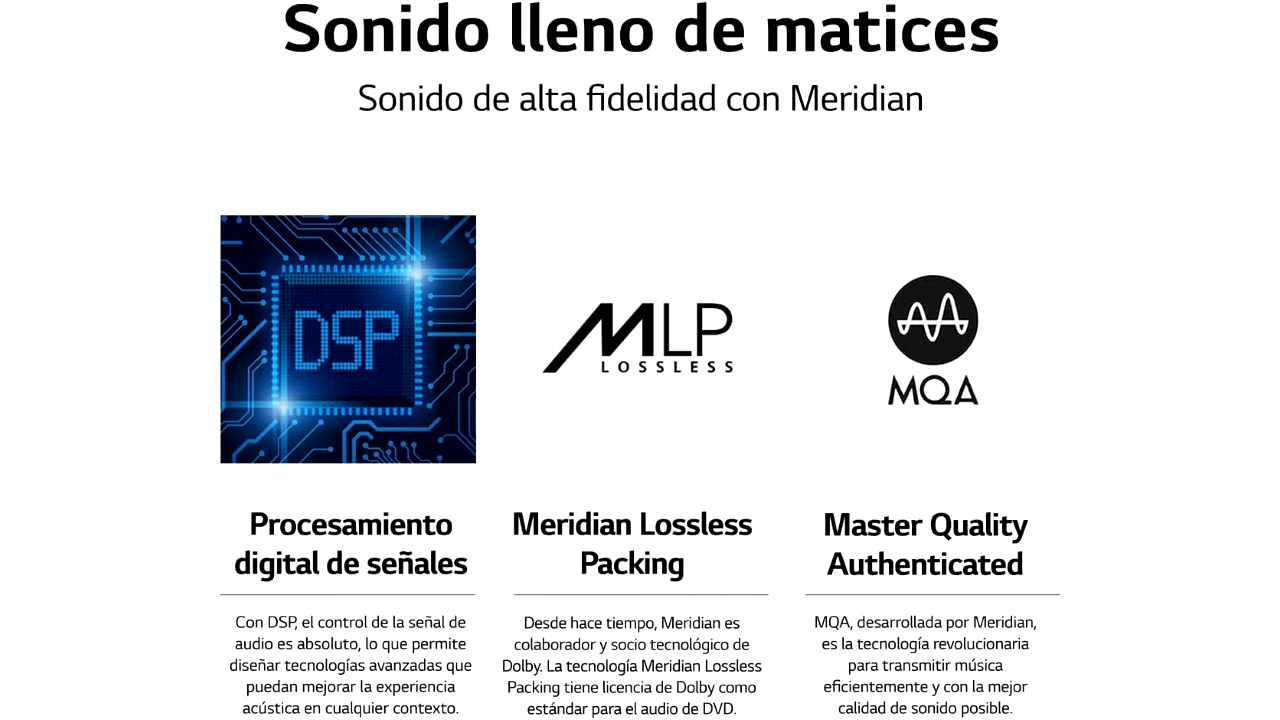 Sonido lleno de matices
Sonido de alta fidelidad con Meridian
DSP
MLP
LOSSLESS
MQA
Procesamiento
digital de señales
Con DSP, el control de la señal de
audio es absoluto, lo que permite
diseñar tecnologías avanzadas que
puedan mejorar la experiencia
acústica en cualquier contexto.
Meridian Lossless
Packing
Desde hace tiempo, Meridian es
colaborador y socio tecnológico de
Dolby. La tecnología Meridian Lossless
Packing tiene licencia de Dolby como
estándar para el audio de DVD.
Master Quality
Authenticated
MQA, desarrollada por Meridian,
es la tecnología revolucionaria
para transmitir música
eficientemente y con la mejor
calidad de sonido posible.